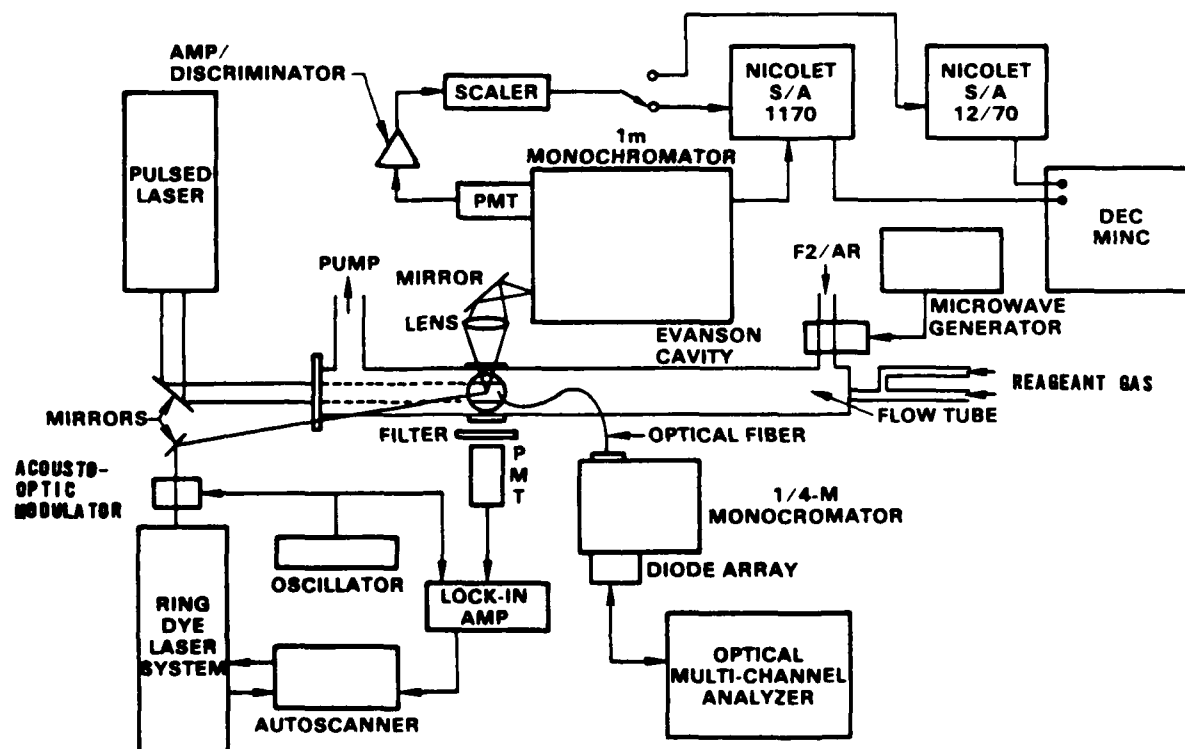 AMP/
DISCRIMINATOR
SCALER
NICOLET
S/A
1170
NICOLET
S/A
12/70
PULSED
LASER
1m
MONOCHROMATOR
PMT
DEC
MINC
PUMP
MIRROR
LENS
F2/AR
MICROWAVE
GENERATOR
EVANSON
CAVITY
REAGEANT GAS
MIRRORS
FLOW TUBE
FILTER
OPTICAL FIBER
PMT
ACOUSTO-
OPTIC
MODULATOR
1/4-M
MONOCROMATOR
OSCILLATOR
DIODE ARRAY
LOCK-IN
AMP
RING
DYE
LASER
SYSTEM
AUTOSCANNER
OPTICAL
MULTI-CHANNEL
ANALYZER